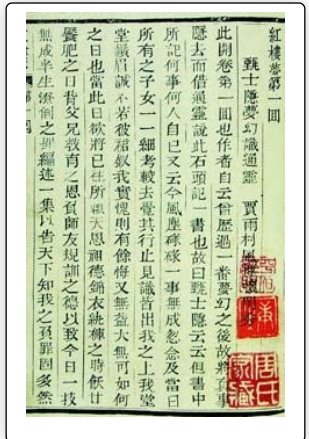 紅樓夢第一回
甄士隱夢幻識通靈 賈雨村風塵
此開卷第一回也作者自云曾歷過一番夢幻之後故將真事
隱去而借通靈說此石頭記一書也故曰甄士隱云云但書中
所記何事何人自己又云今風塵碌碌一事無成忽念及當日
所有之子女一一細考較去覺其行止見識皆出我之上我堂
堂鬚眉誠不若彼裙釵我實愧則有餘悔又無益大無可如何
之日也當此日欲將已往所賴天恩祖德錦衣紈袴之時飫甘
饜肥之日背父兄教育之恩負師友規訓之德以致今日一技
無成半生潦倒之罪編述一集以告天下知我之負罪固多然
周氏家藏